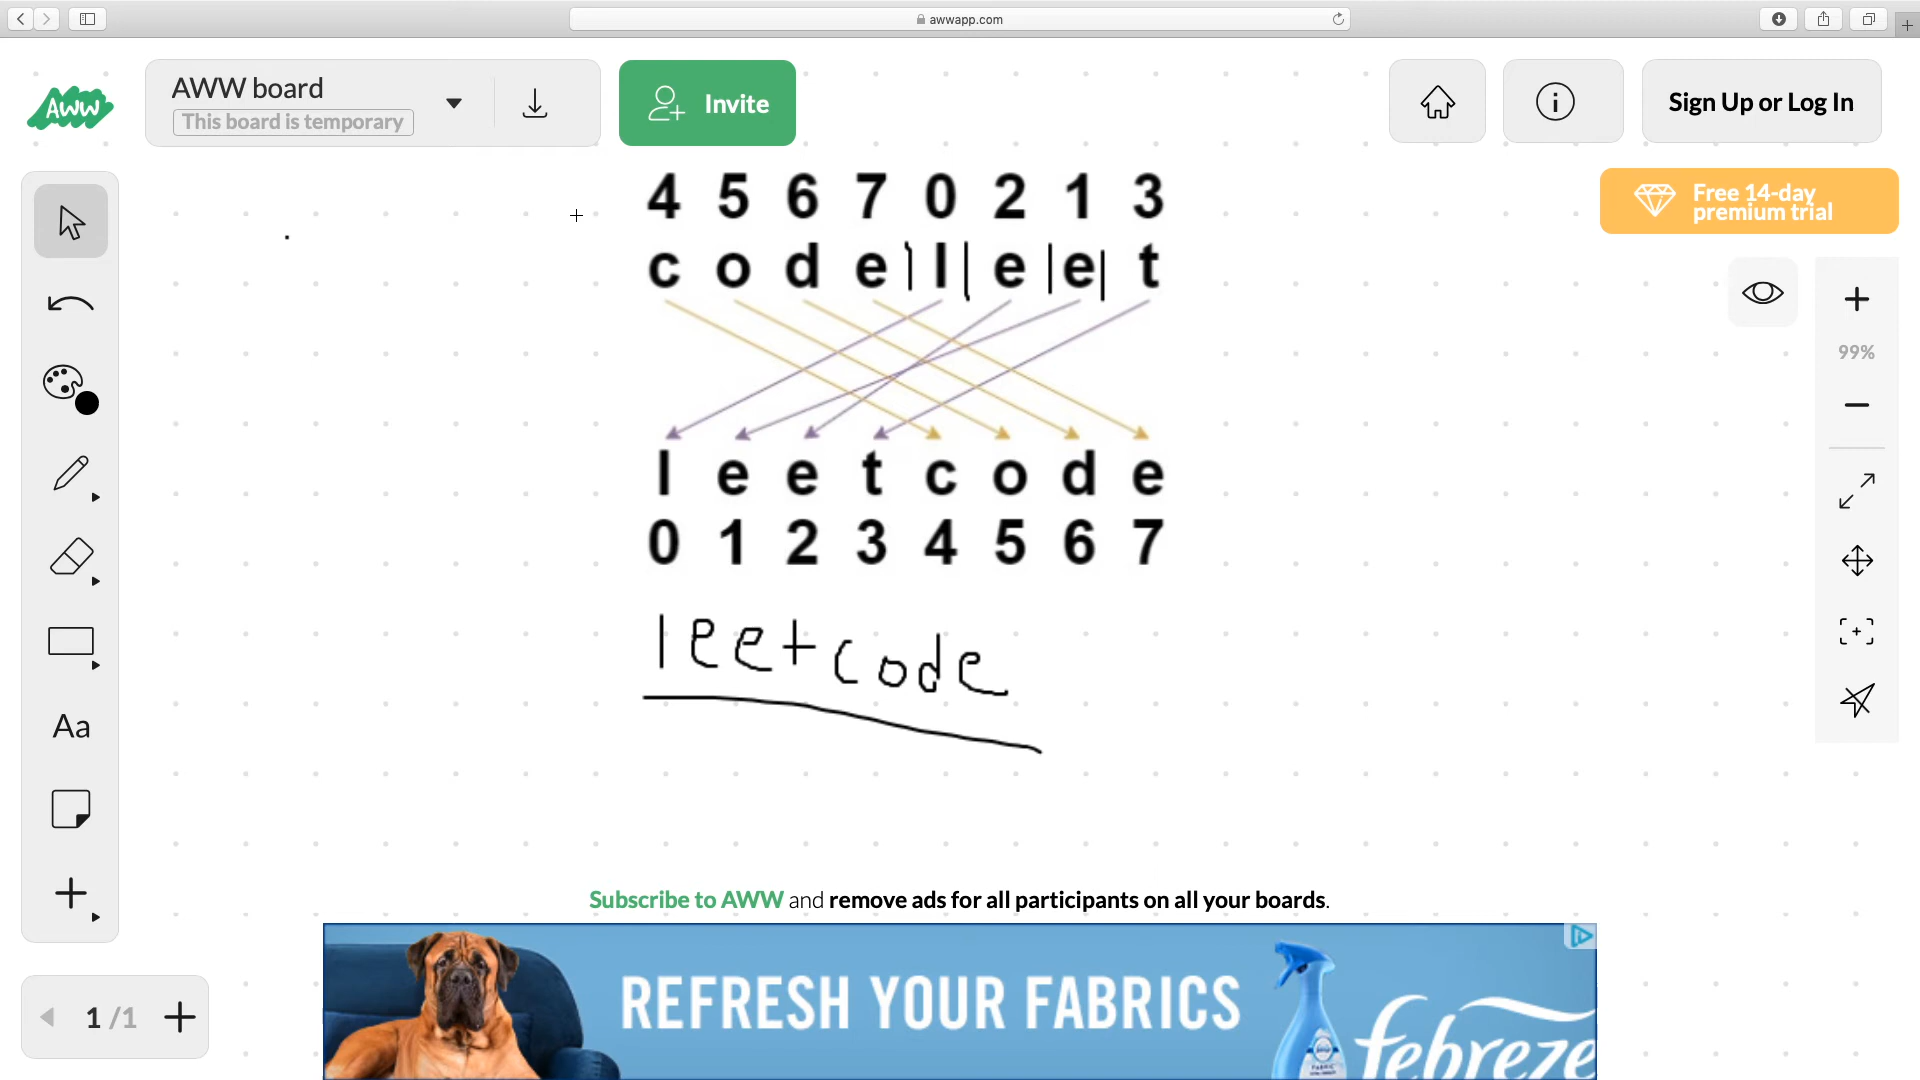 awwapp.com
AWW
AWW board
This board is temporary
Invite
Sign Up or Log In
Free 14-day
premium trial
4 5 6 7 0 2 1 3
c o d e l e e t
l e e t c o d e
0 1 2 3 4 5 6 7
leetcode
99%
Aa
1 /1
Subscribe to AWW and remove ads for all participants on all your boards.
REFRESH YOUR FABRICS
febreze